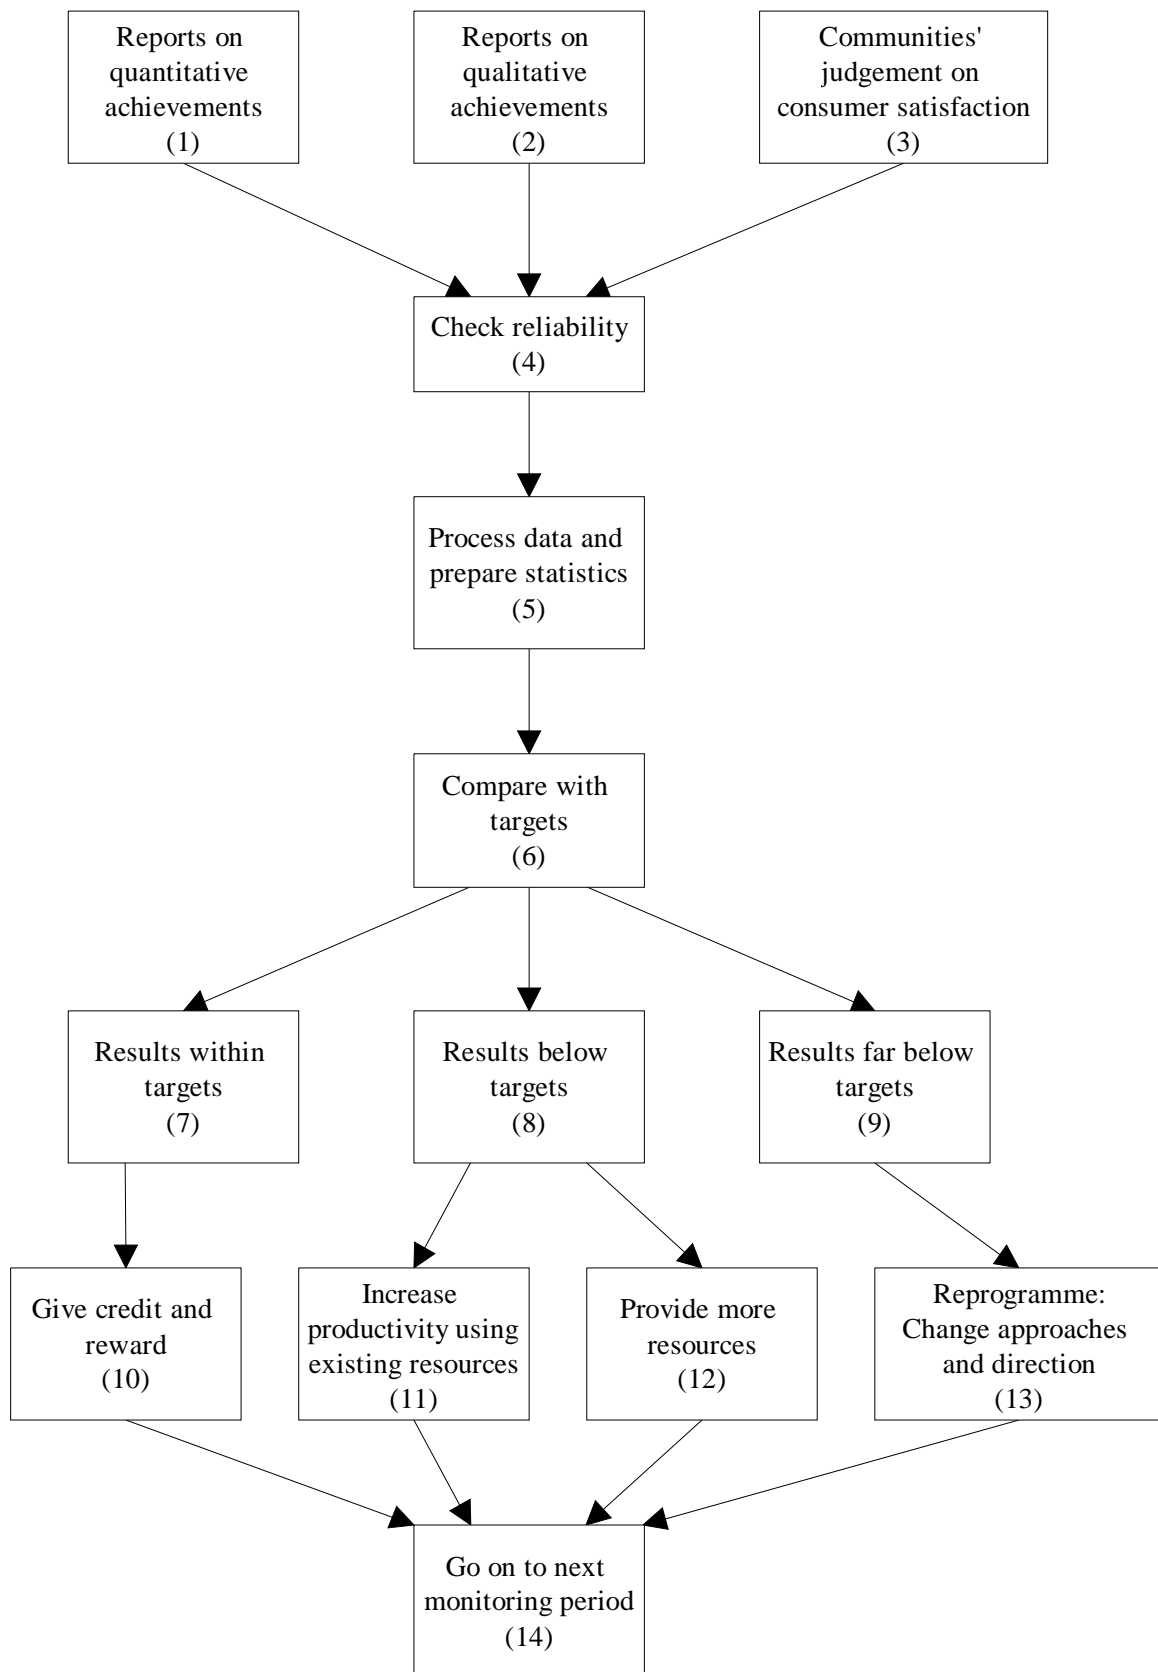 Reports on
quantitative
achievements
(1)
Reports on
qualitative
achievements
(2)
Communities'
judgement on
consumer satisfaction
(3)
Check reliability
(4)
Process data and
prepare statistics
(5)
Compare with
targets
(6)
Results within
targets
(7)
Results below
targets
(8)
Results far below
targets
(9)
Give credit and
reward
(10)
Increase
productivity using
existing resources
(11)
Provide more
resources
(12)
Reprogramme:
Change approaches
and direction
(13)
Go on to next
monitoring period
(14)